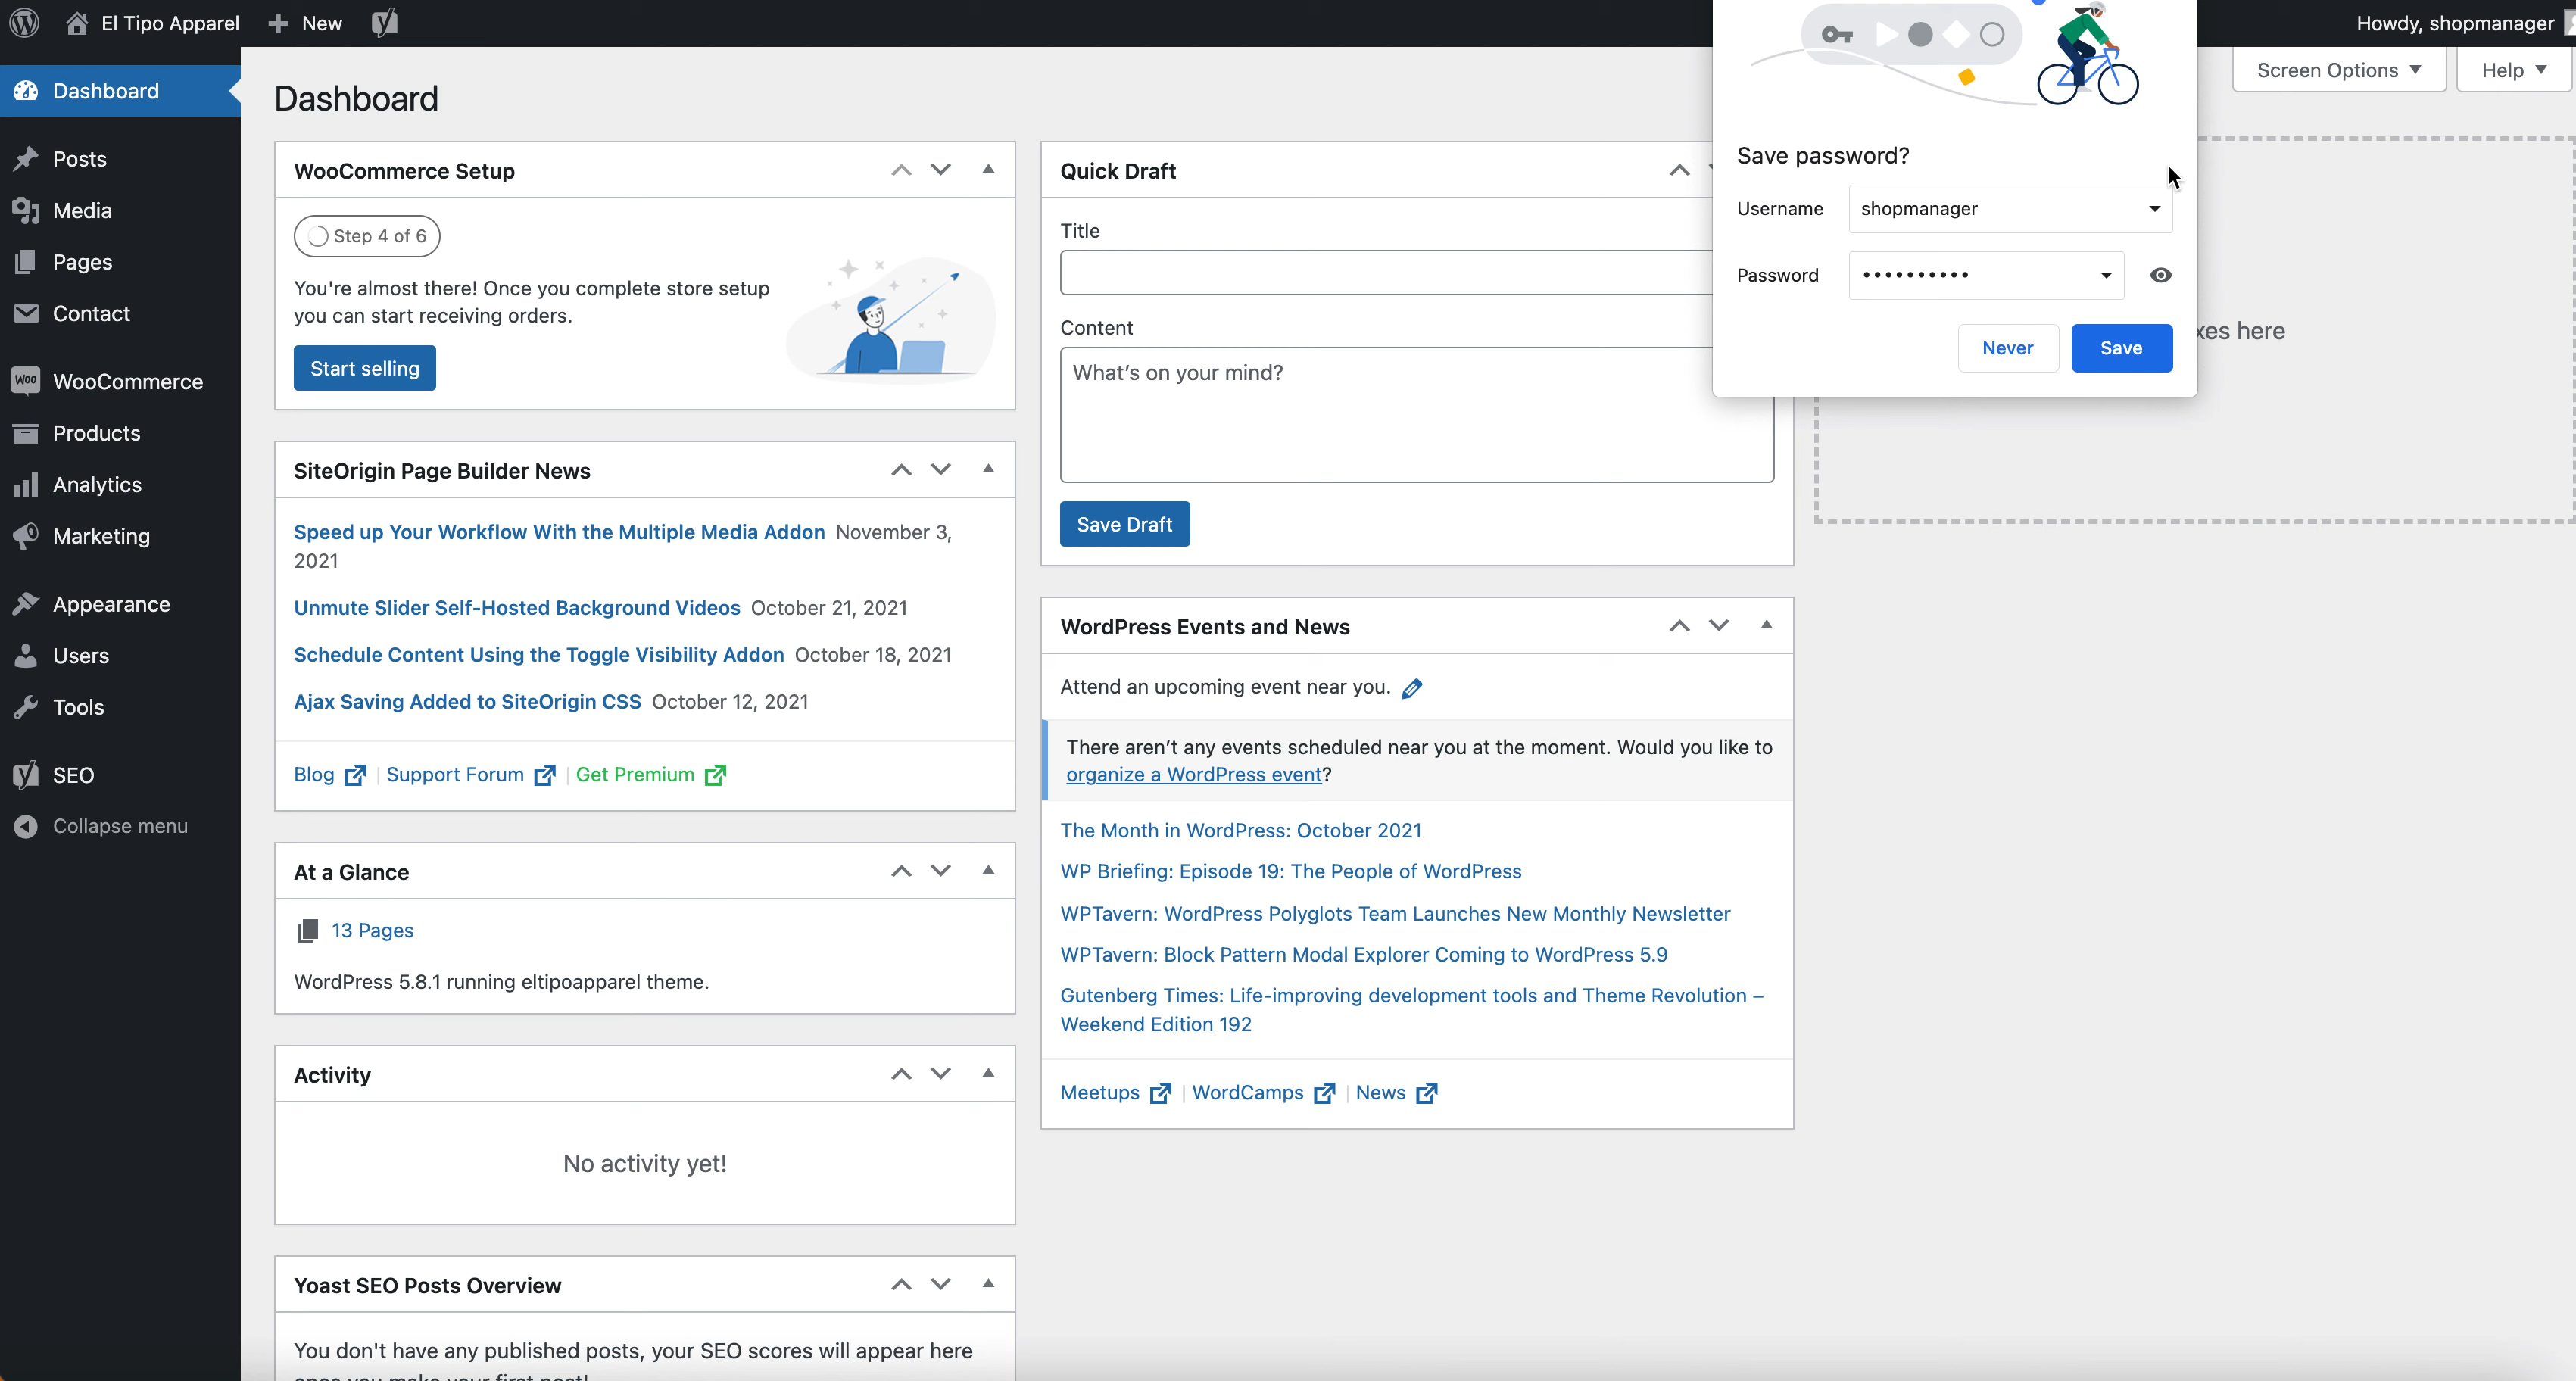 El Tipo Apparel
New
Howdy, shopmanager
Dashboard
Posts
Media
Pages
Contact
WooCommerce
Products
Analytics
Marketing
Appearance
Users
Tools
SEO
Collapse menu
Screen Options
Help
Dashboard
WooCommerce Setup
Step 4 of 6
You're almost there! Once you complete store setup
you can start receiving orders.
Start selling
SiteOrigin Page Builder News
Speed up Your Workflow With the Multiple Media Addon November 3,
2021
Unmute Slider Self-Hosted Background Videos October 21, 2021
Schedule Content Using the Toggle Visibility Addon October 18, 2021
Ajax Saving Added to SiteOrigin CSS October 12, 2021
Blog | Support Forum | Get Premium
At a Glance
13 Pages
WordPress 5.8.1 running eltipoapparel theme.
Activity
No activity yet!
Yoast SEO Posts Overview
You don't have any published posts, your SEO scores will appear here
Quick Draft
Title
Content
What's on your mind?
Save Draft
WordPress Events and News
Attend an upcoming event near you.
There aren't any events scheduled near you at the moment. Would you like to
organize a WordPress event?
The Month in WordPress: October 2021
WP Briefing: Episode 19: The People of WordPress
WPTavern: WordPress Polyglots Team Launches New Monthly Newsletter
WPTavern: Block Pattern Modal Explorer Coming to WordPress 5.9
Gutenberg Times: Life-improving development tools and Theme Revolution –
Weekend Edition 192
Meetups | WordCamps | News
Save password?
Username shopmanager
Password ••••••••••
Never
Save
xes here